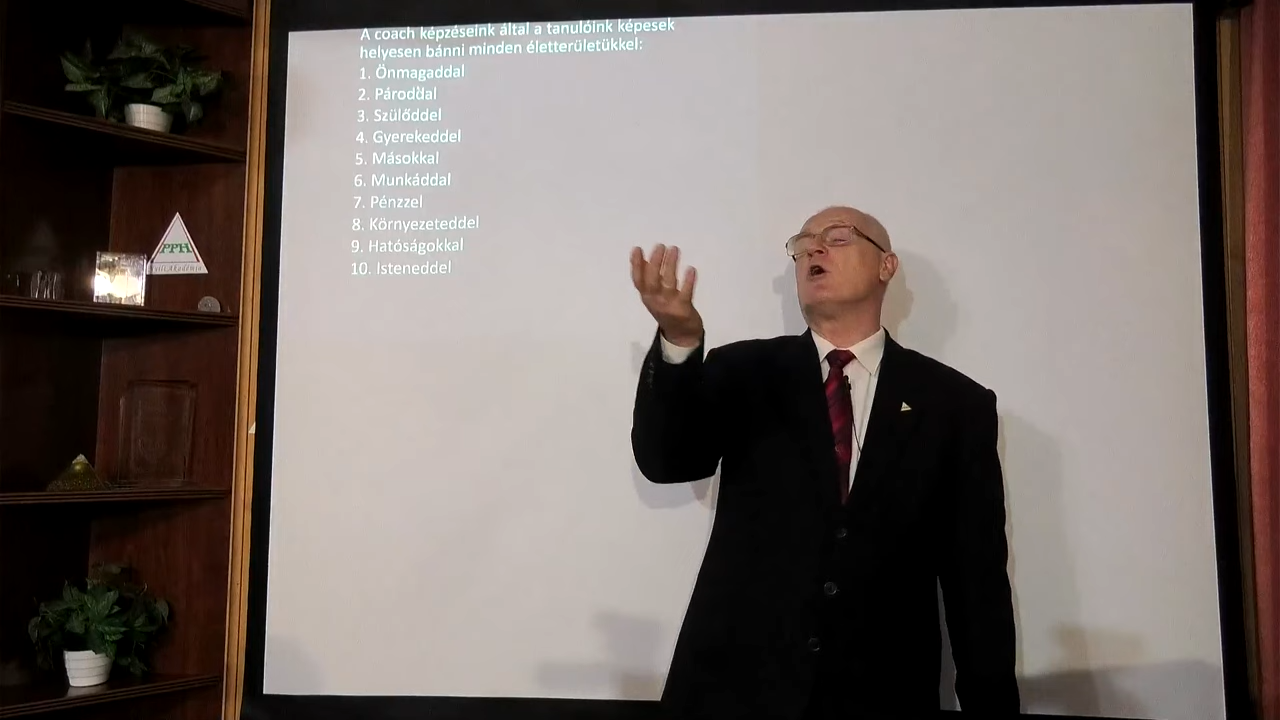 A coach képzéseink által a tanulóink képesek
helyesen bánni minden életterületükkel:
1. Önmagaddal
2. Pároddal
3. Szülőddel
4. Gyerekeddel
5. Másokkal
6. Munkáddal
7. Pénzzel
8. Környezeteddel
9. Hatóságokkal
10. Isteneddel
PPH